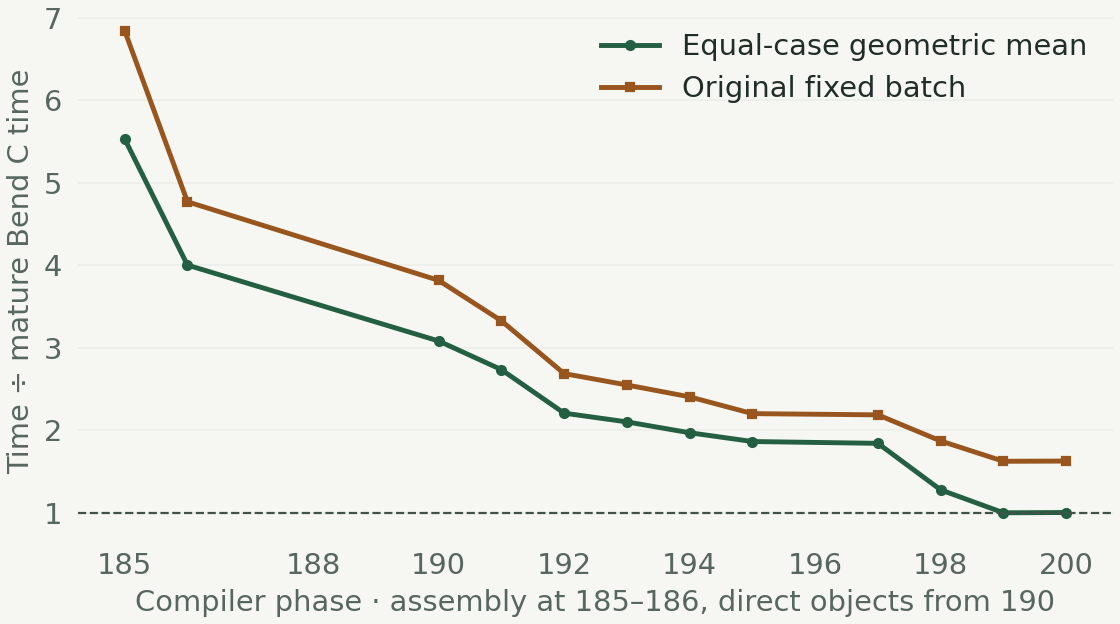 Time ÷ mature Bend C time
7
6
5
4
3
2
1
Equal-case geometric mean
Original fixed batch
185 188 190 192 194 196 198 200
Compiler phase · assembly at 185–186, direct objects from 190